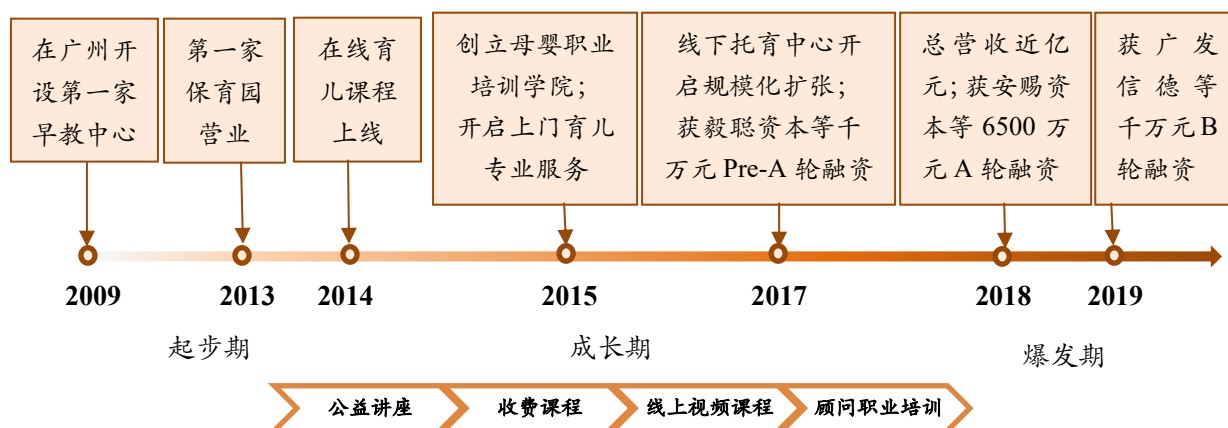 在广州开
设第一家
早教中心
第一家
保育园
营业
在线育
儿课程
上线
创立母婴职业
培训学院；
开启上门育儿
专业服务
线下托育中心开
启规模化扩张；
获毅聪资本等千
万元 Pre-A 轮融资
总营收近亿
元；获安赐资
本等 6500 万
元 A 轮融资
获广发
信德等
千万元 B
轮融资
2009
2013
2014
2015
2017
2018
2019
起步期
成长期
爆发期
公益讲座
收费课程
线上视频课程
顾问职业培训